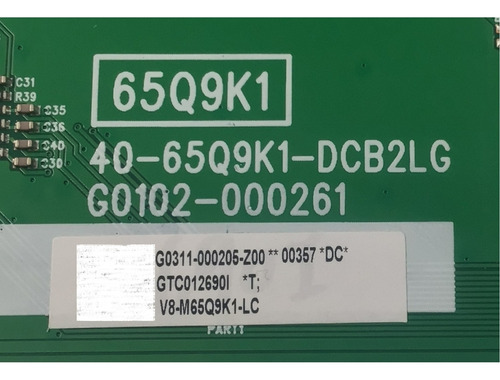 65Q9K1
C31
R39
C35
C36
C40
C30
40-65Q9K1-DCB2LG
G0102-000261
G0311-000205-Z00 ** 00357 *DC*
GTC012690I *T;
V8-M65Q9K1-LC
PART1